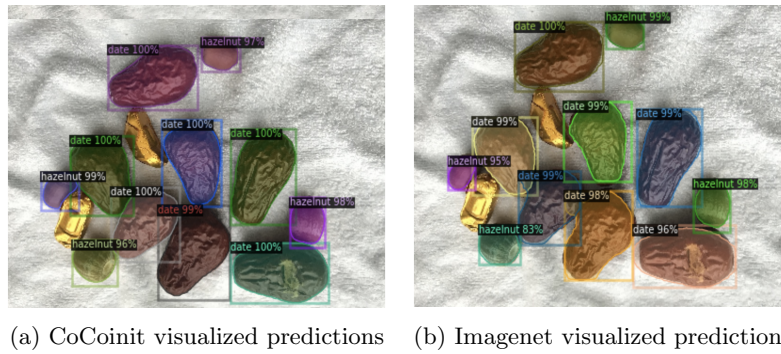 date 100%
hazelnut 97%
date 100%
date 100%
date 100%
hazelnut 99%
date 100%
date 99%
hazelnut 98%
hazelnut 96%
date 100%
(a) CoCoinit visualized predictions
hazelnut 99%
date 100%
date 99%
date 99%
date 99%
hazelnut 95%
date 99%
hazelnut 98%
date 98%
hazelnut 83%
date 96%
(b) Imagenet visualized prediction